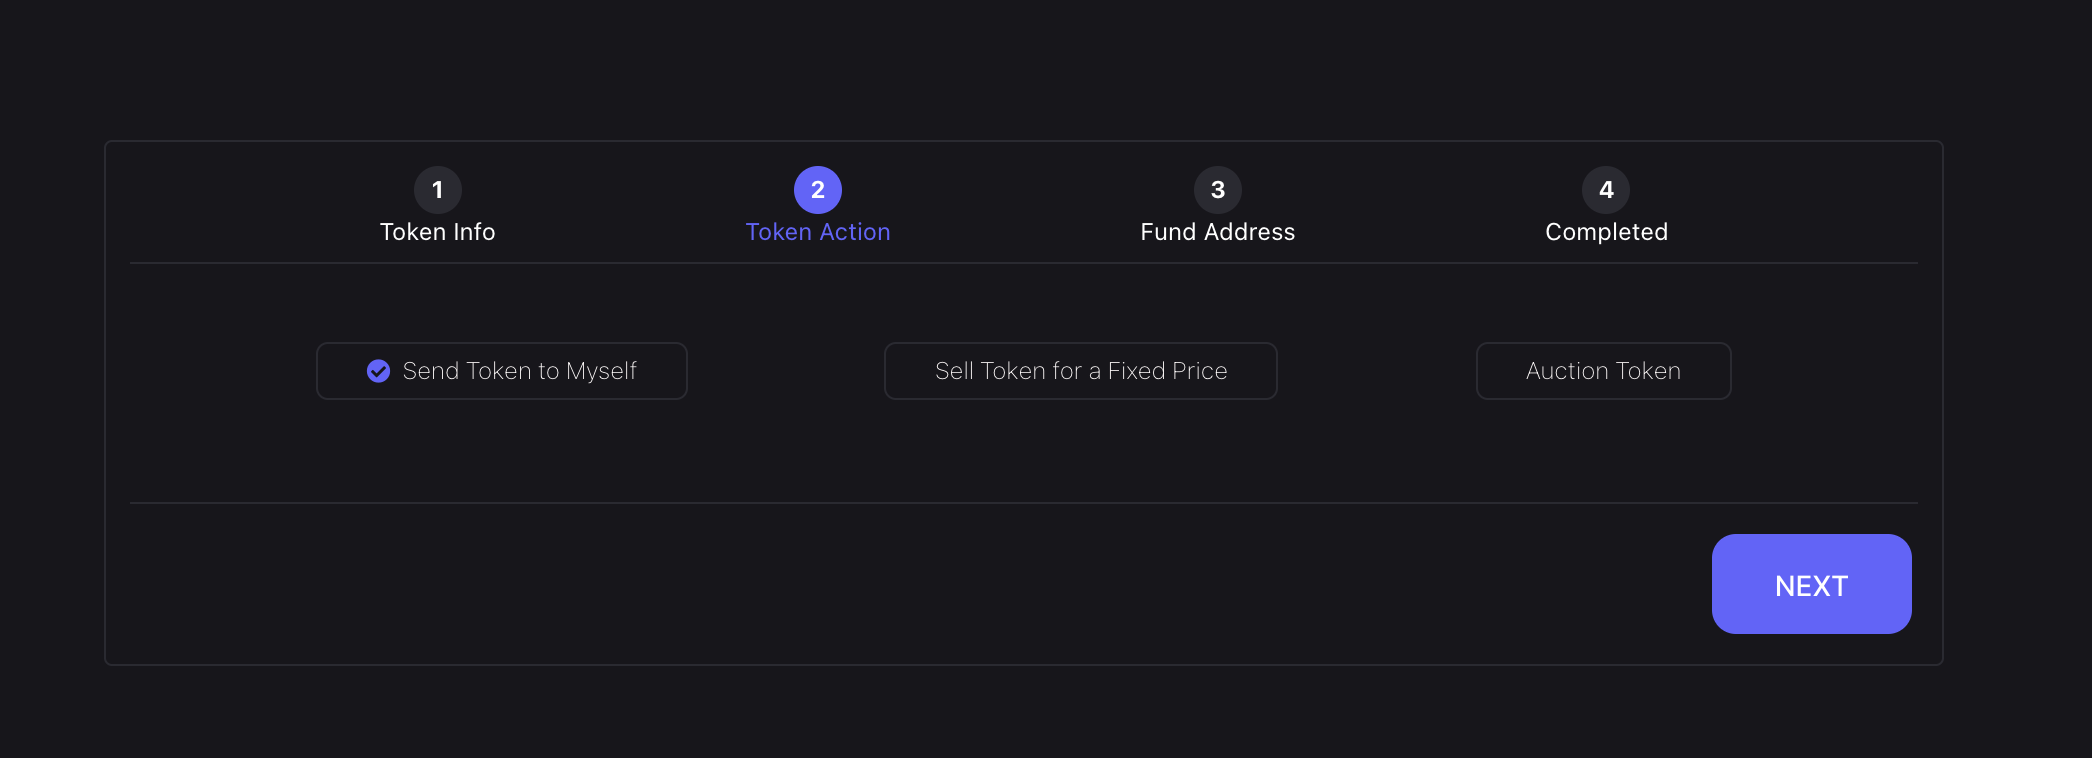 1 2 3 4
Token Info Token Action Fund Address Completed
Send Token to Myself Sell Token for a Fixed Price Auction Token
NEXT